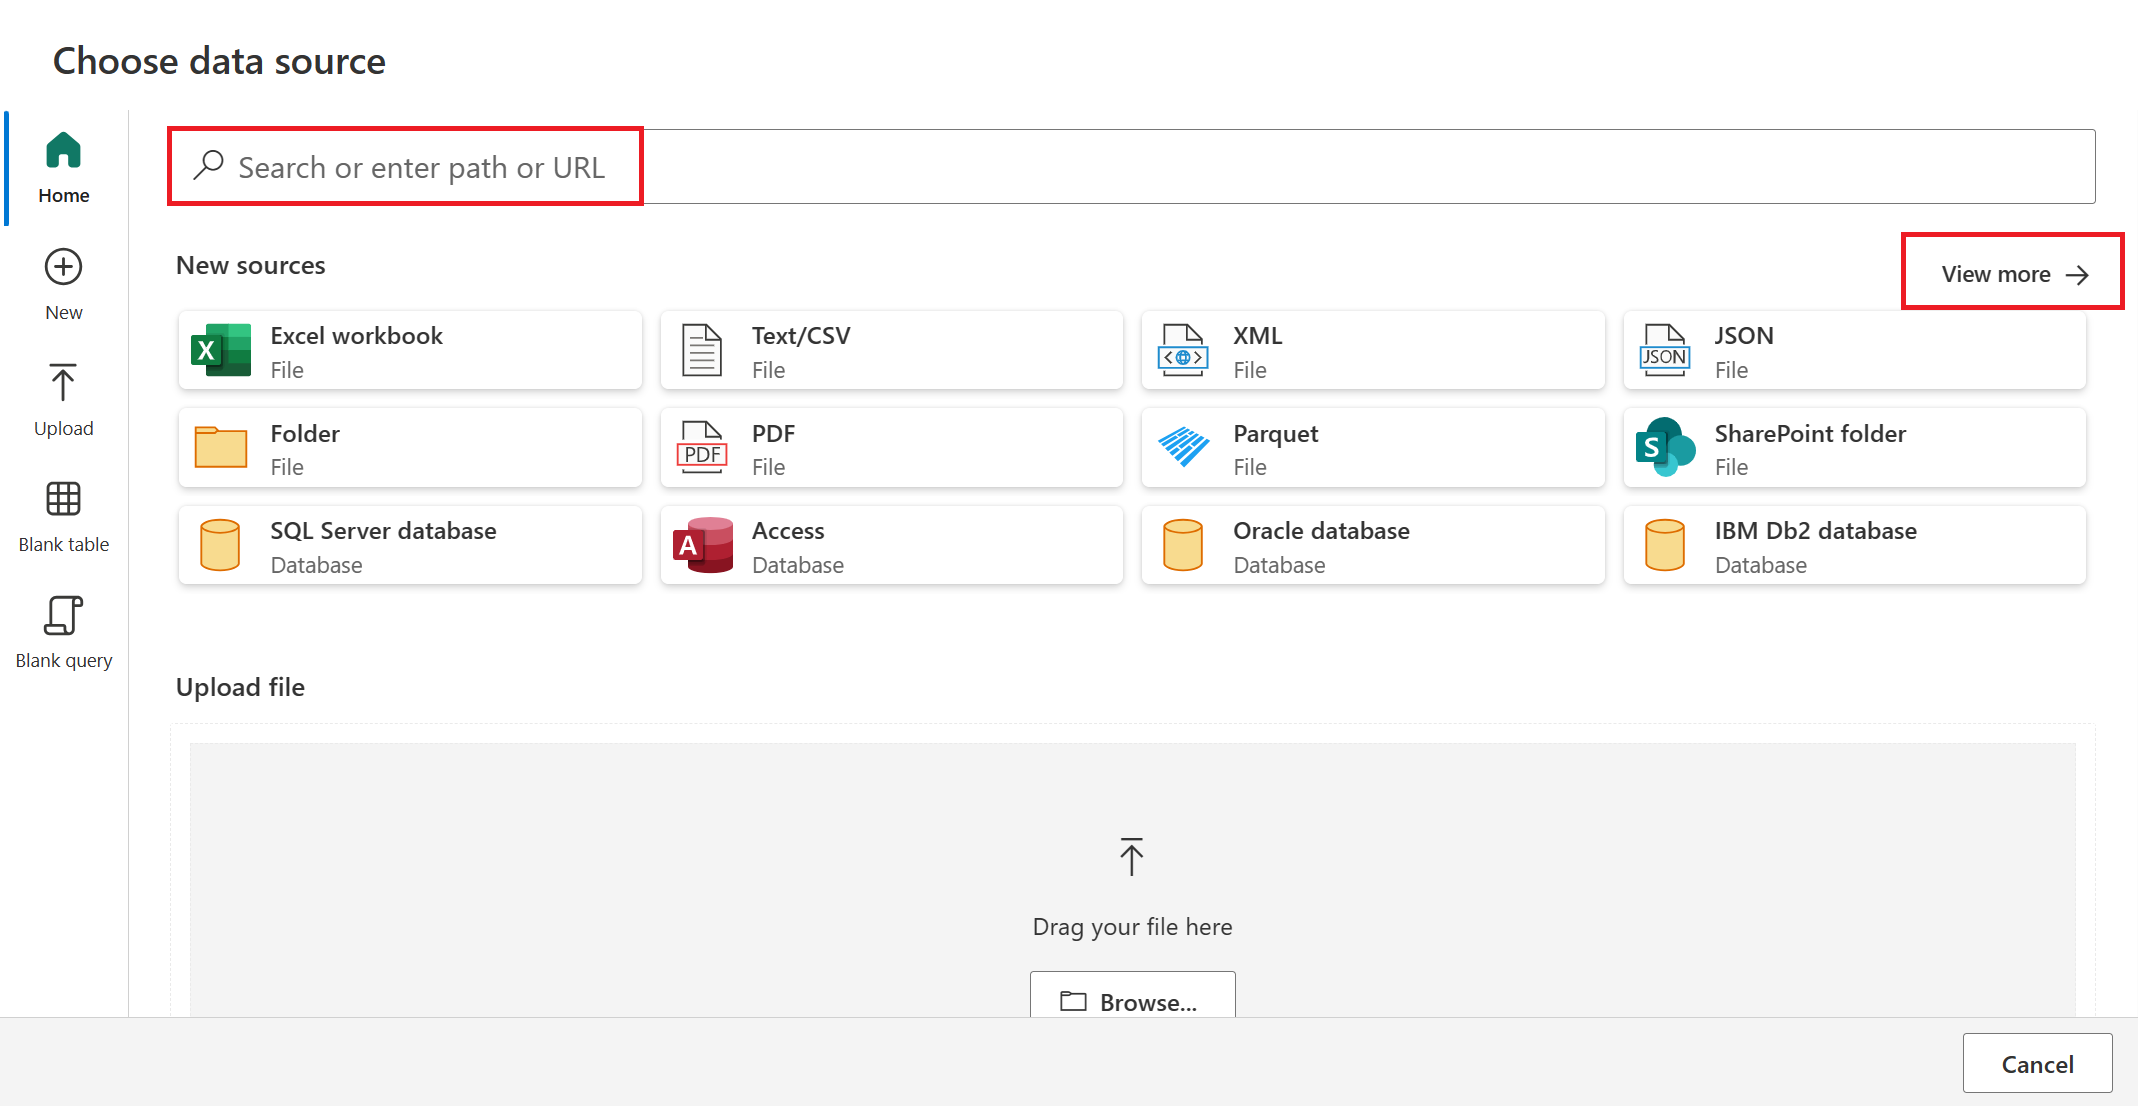 Choose data source
Home
New
Upload
Blank table
Blank query
Search or enter path or URL
New sources
View more
Excel workbook
File
Text/CSV
File
XML
File
JSON
JSON
File
Folder
File
PDF
PDF
File
Parquet
File
S
SharePoint folder
File
SQL Server database
Database
A
Access
Database
Oracle database
Database
IBM Db2 database
Database
X
Upload file
Drag your file here
Browse...
Cancel